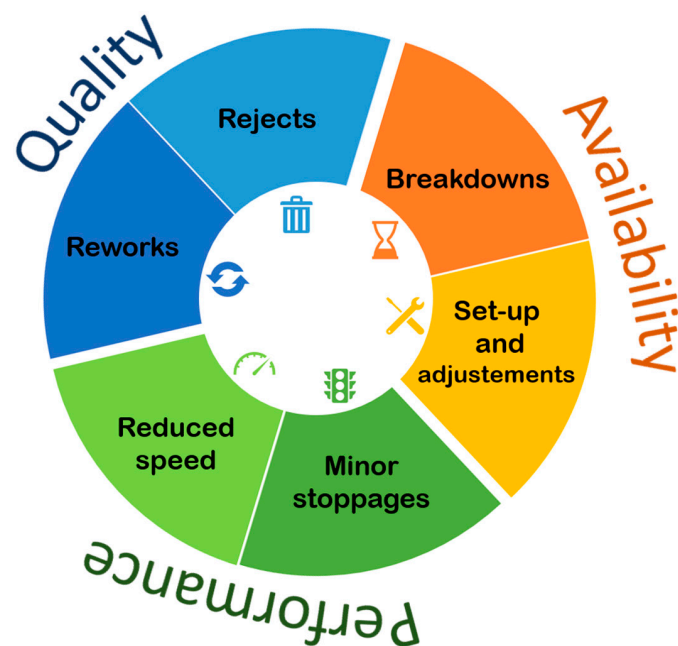 Quality
Rejects
Reworks
Availability
Breakdowns
Set-up
and
adjustements
Performance
Minor
stoppages
Reduced
speed